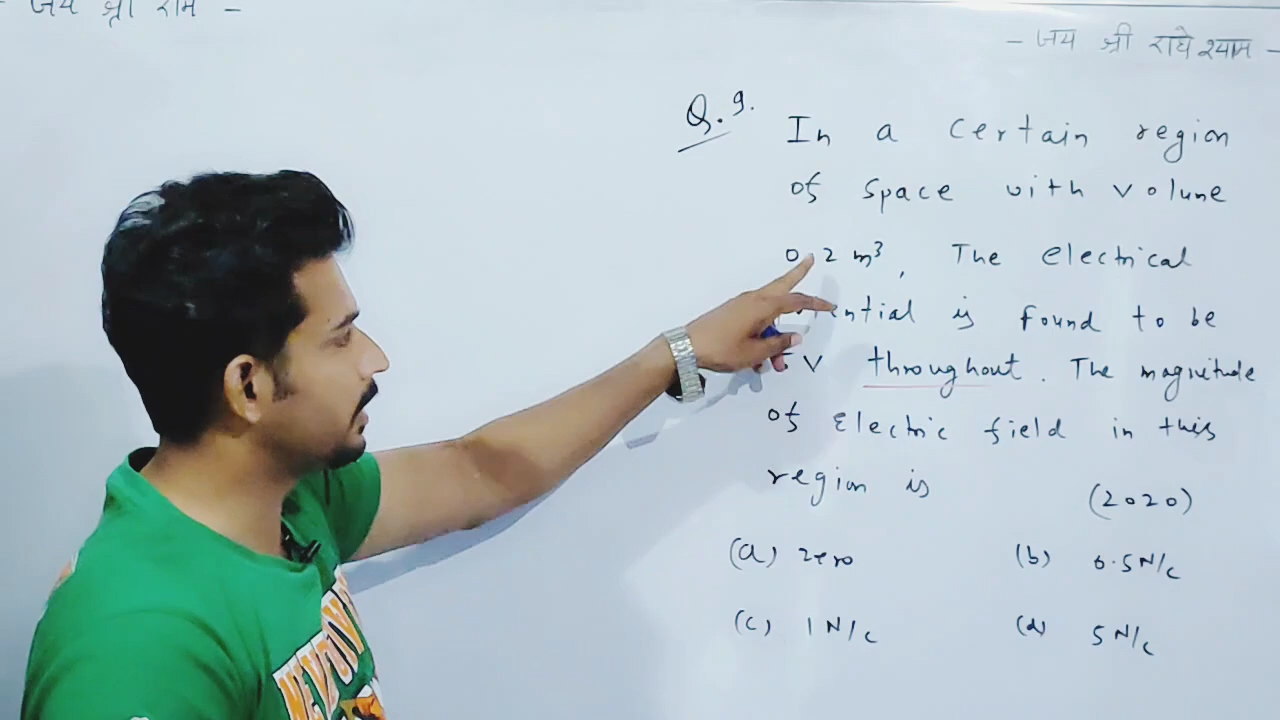 - जय श्री राम -
- जय श्री राधे श्याम -
Q.9. In a certain region
of space with volume
0.2 m³, The electrical
is found to be
V throughout. The magnitude
of electric field in this
region is (2020)
(a) zero (b) 0.5 N/C
(c) 1 N/C (d) 5 N/C